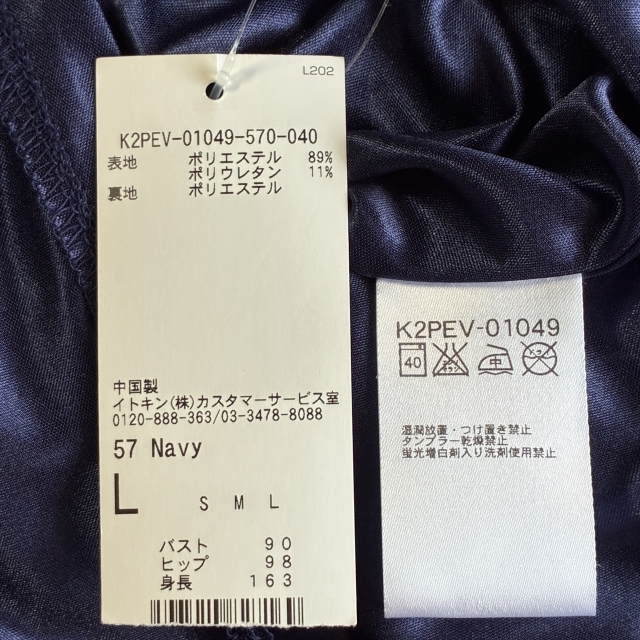 L202
K2PEV-01049-570-040
表地 ポリエステル 89%
ポリウレタン 11%
裏地 ポリエステル
中国製
イトキン(株)カスタマーサービス室
0120-888-363/03-3478-8088
57 Navy
L S M L
バスト 90
ヒップ 98
身長 163
K2PEV-01049
40 中
湿潤放置・つけ置き禁止
タンブラー乾燥禁止
蛍光増白剤入り洗剤使用禁止